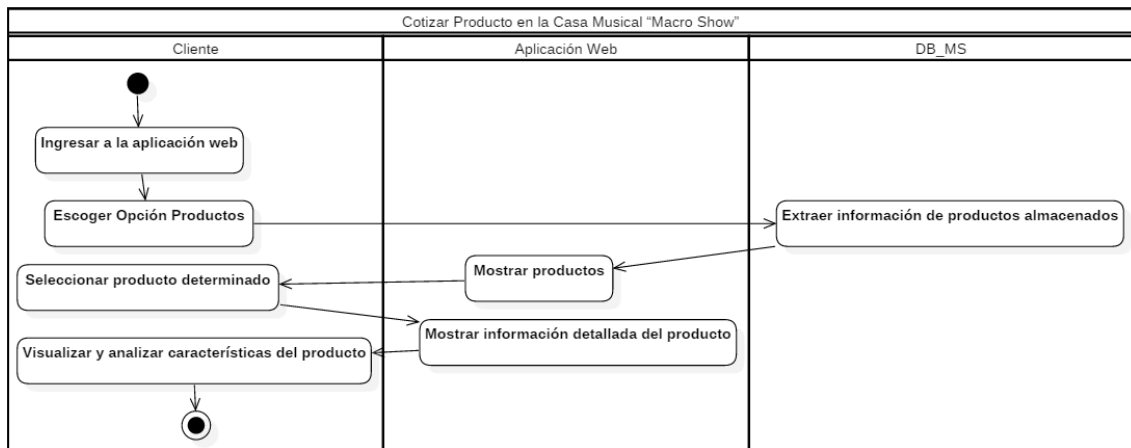 Cotizar Producto en la Casa Musical “Macro Show”
Cliente
Aplicación Web
DB_MS
Ingresar a la aplicación web
Escoger Opción Productos
Extraer información de productos almacenados
Mostrar productos
Seleccionar producto determinado
Mostrar información detallada del producto
Visualizar y analizar características del producto